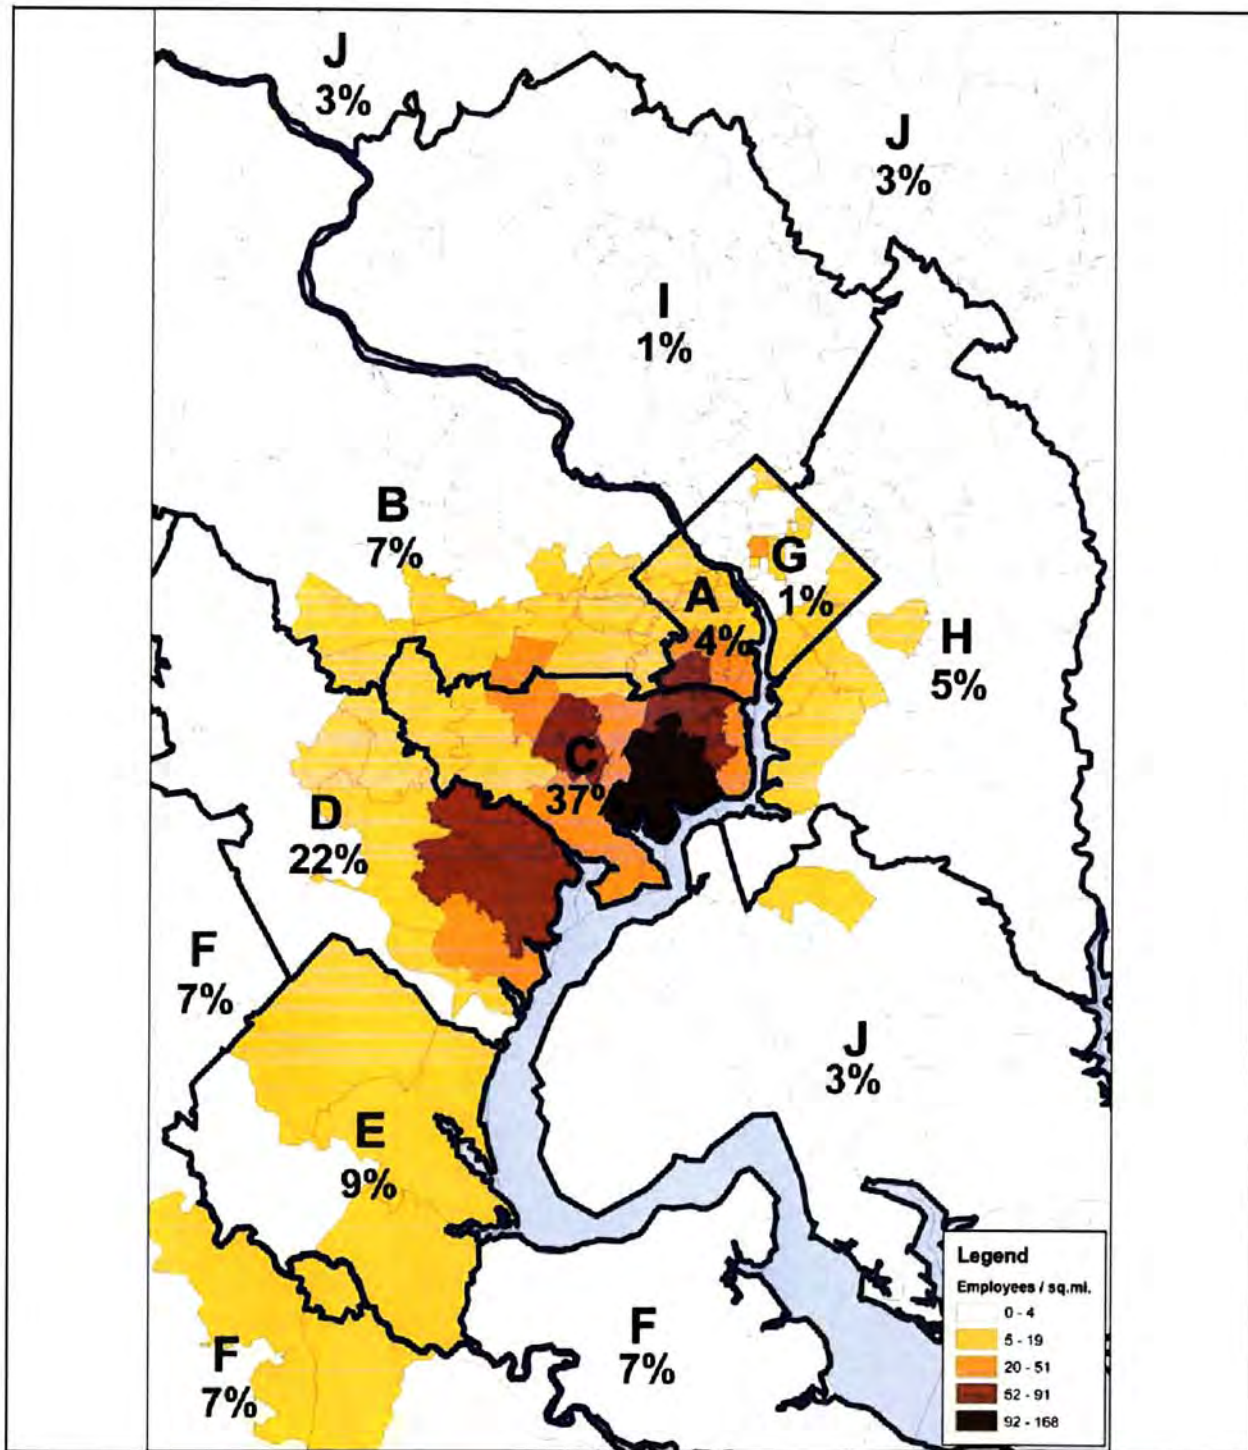 J
3%
J
3%
I
1%
B
7%
G
1%
A
4%
H
5%
C
37%
D
22%
F
7%
J
3%
E
9%
F
7%
F
7%
Legend
Employees / sq.mi.
0 - 4
5 - 19
20 - 51
52 - 91
92 - 168